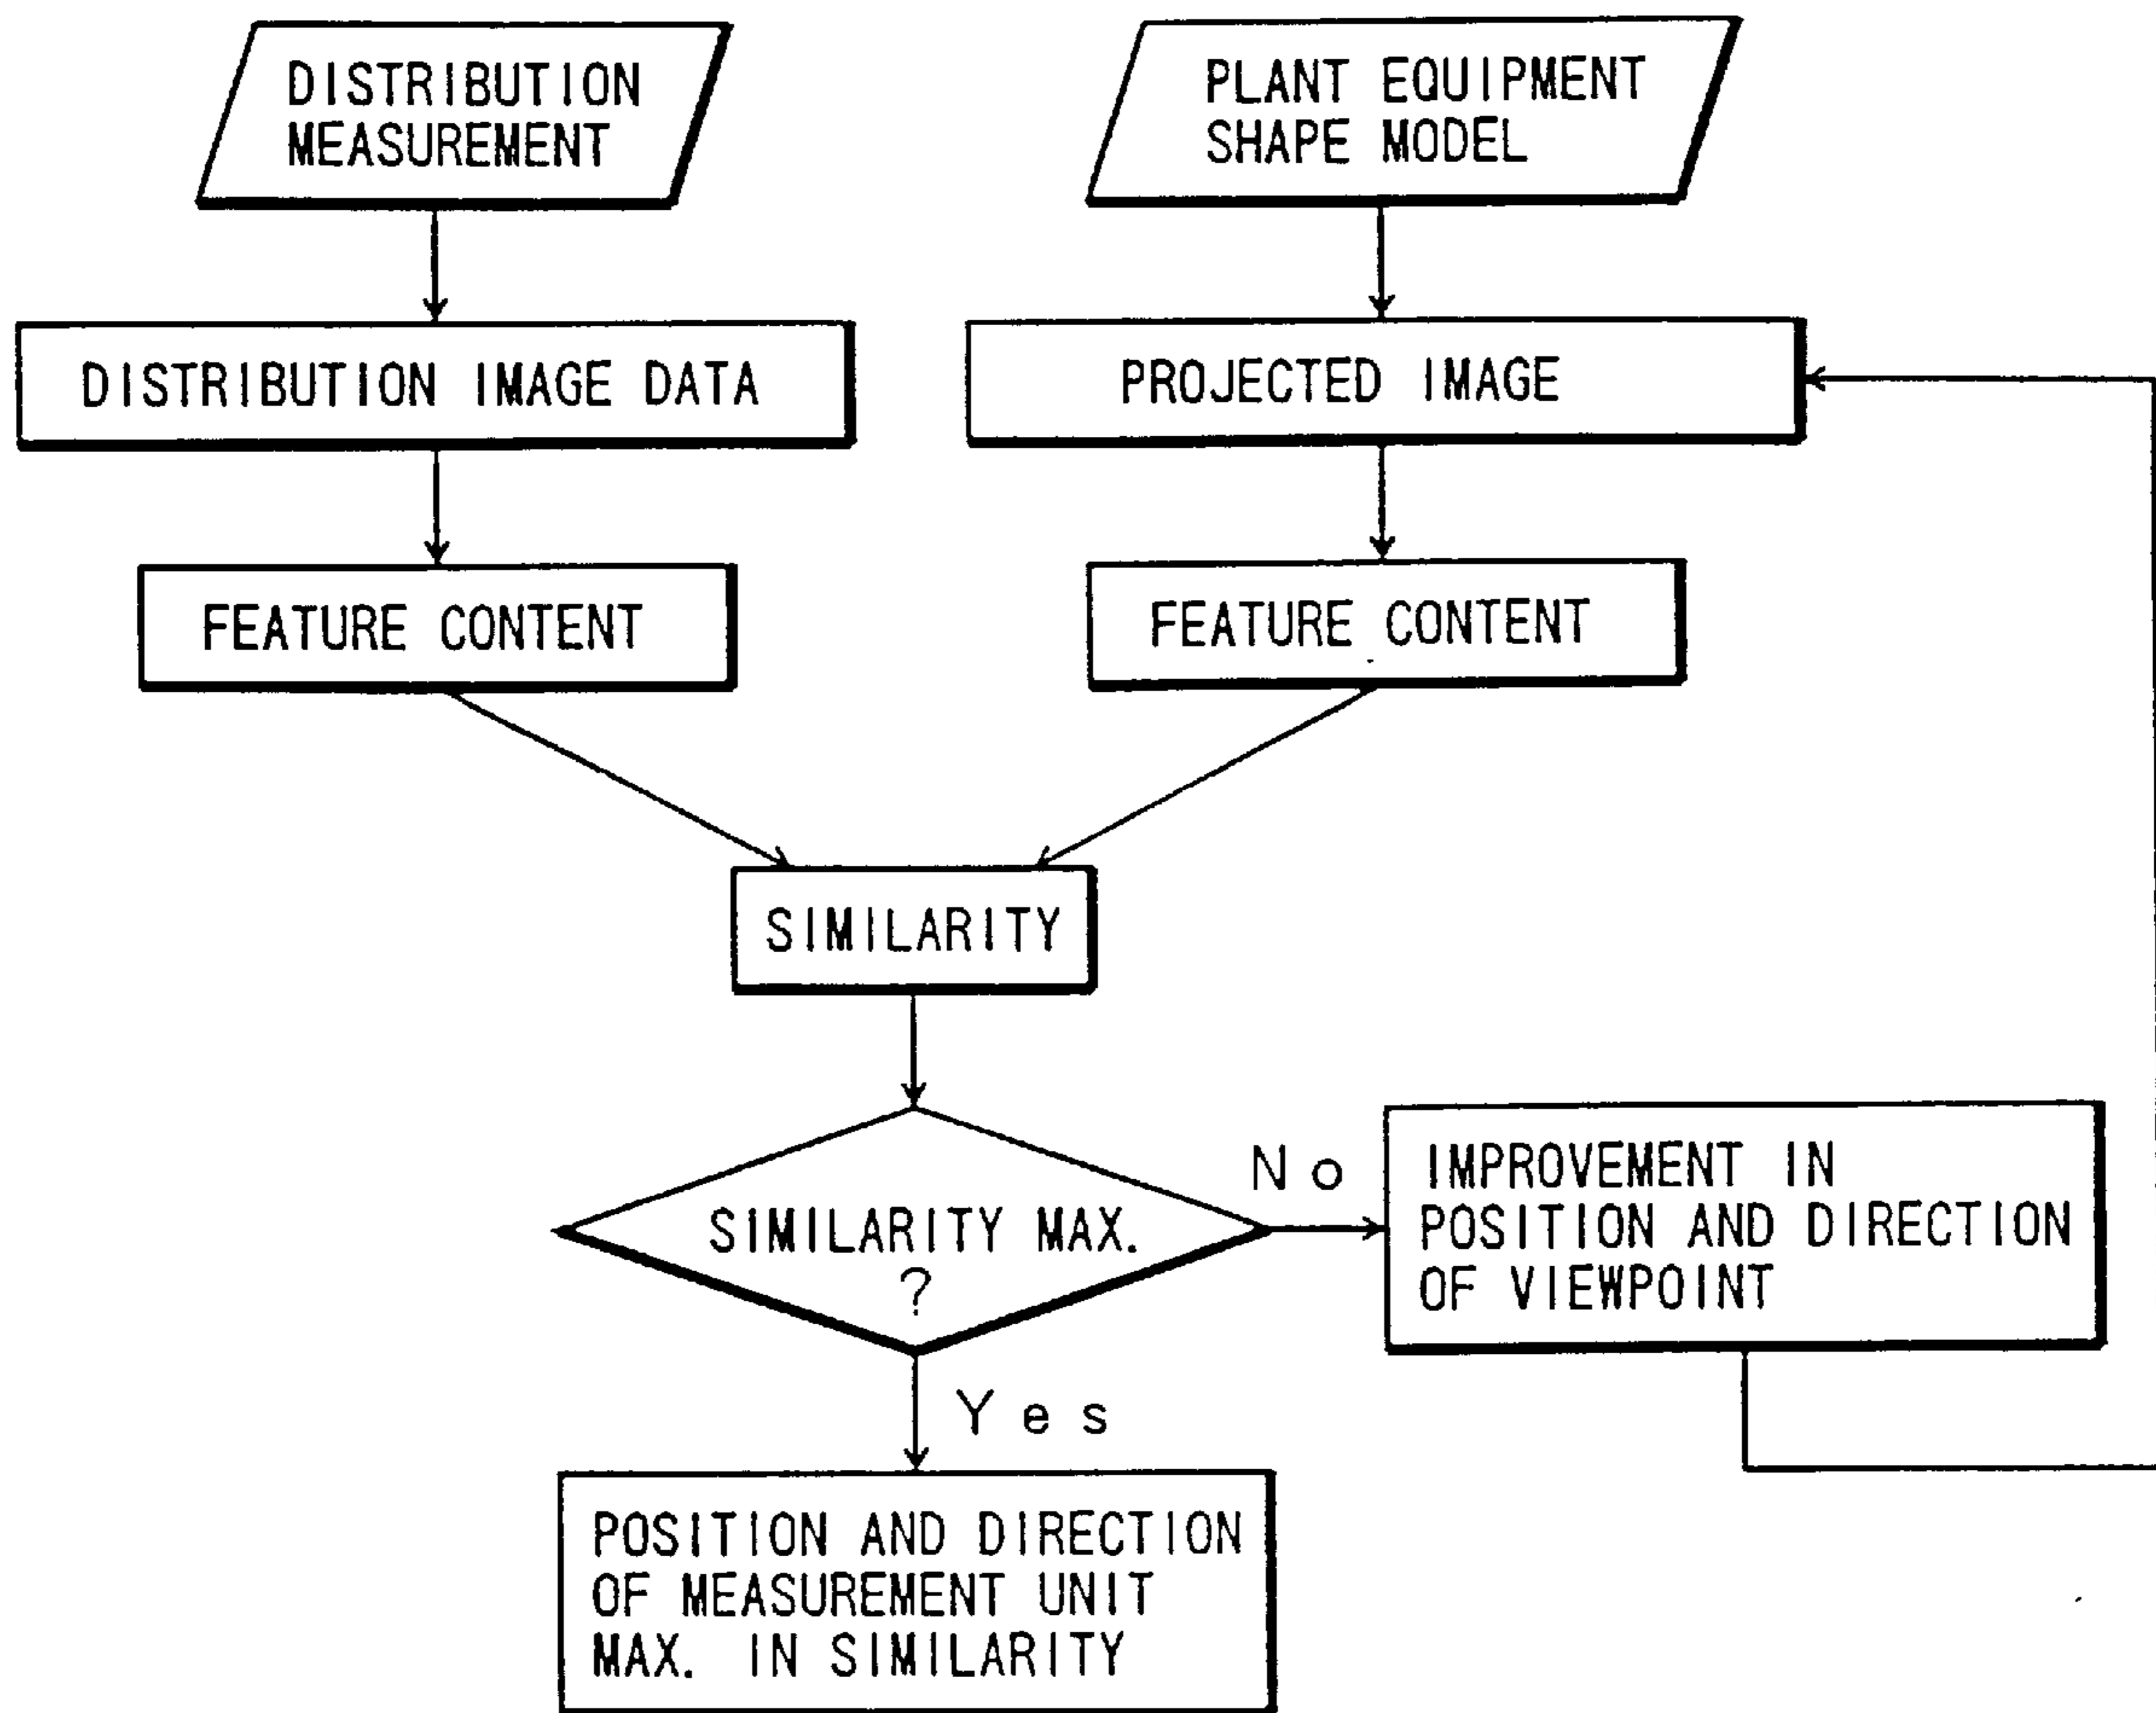 DISTRIBUTION
MEASUREMENT
PLANT EQUIPMENT
SHAPE MODEL
DISTRIBUTION IMAGE DATA
PROJECTED IMAGE
FEATURE CONTENT
FEATURE CONTENT
SIMILARITY
SIMILARITY MAX.
?
No
IMPROVEMENT IN
POSITION AND DIRECTION
OF VIEWPOINT
Yes
POSITION AND DIRECTION
OF MEASUREMENT UNIT
MAX. IN SIMILARITY